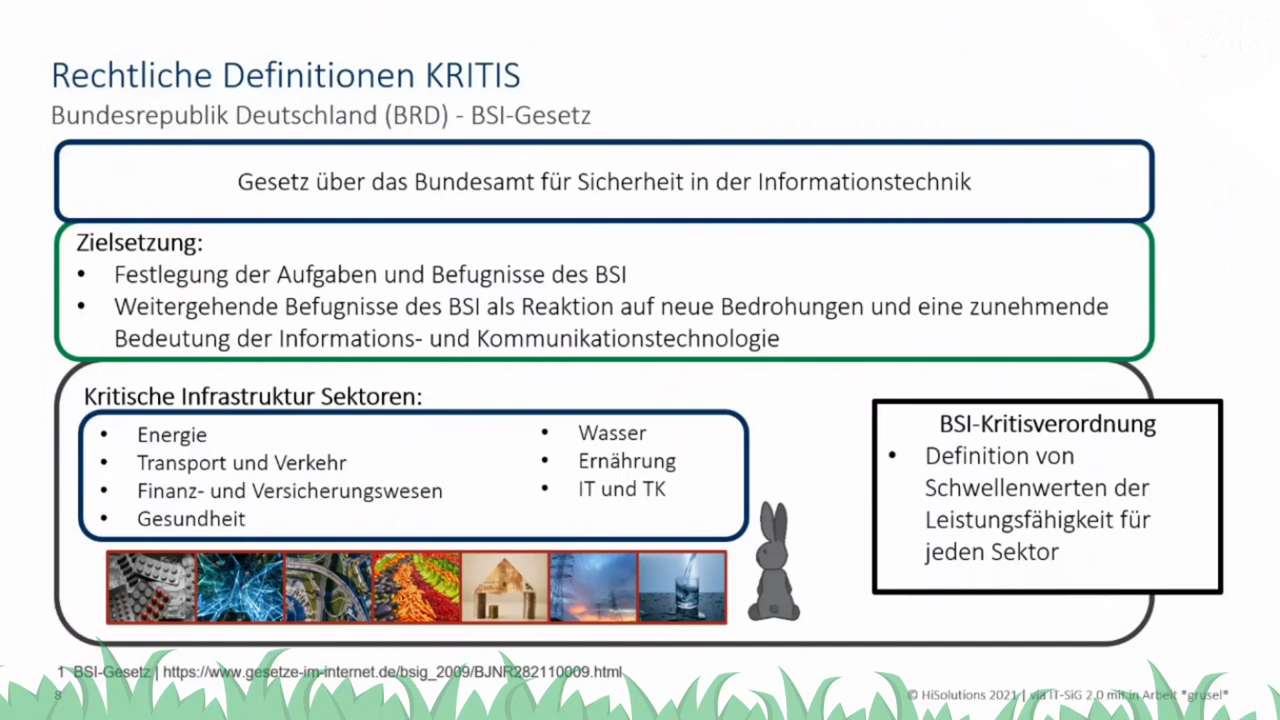 Rechtliche Definitionen KRITIS
Bundesrepublik Deutschland (BRD) - BSI-Gesetz
Gesetz über das Bundesamt für Sicherheit in der Informationstechnik
Zielsetzung:
• Festlegung der Aufgaben und Befugnisse des BSI
• Weitergehende Befugnisse des BSI als Reaktion auf neue Bedrohungen und eine zunehmende
Bedeutung der Informations- und Kommunikationstechnologie
Kritische Infrastruktur Sektoren:
• Energie
• Transport und Verkehr
• Finanz- und Versicherungswesen
• Gesundheit
• Wasser
• Ernährung
• IT und TK
BSI-Kritisverordnung
• Definition von
Schwellenwerten der
Leistungsfähigkeit für
jeden Sektor
1 BSI-Gesetz | https://www.gesetze-im-internet.de/bsig_2009/BJNR282110009.html
8
© HiSolutions 2021 | via IT-SiG 2.0 mit in Arbeit *grusel*